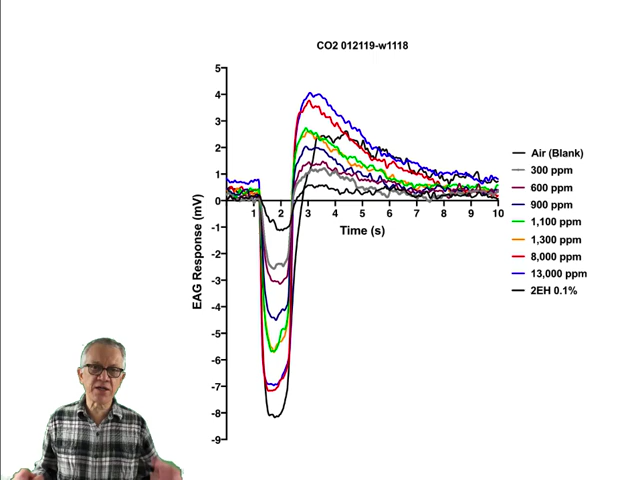 CO2 012119-w1118
5
4
3
2
1
0
-1
-2
-3
-4
-5
-6
-7
-8
-9
EAG Response (mV)
1 2 3 4 5 6 7 8 9 10
Time (s)
Air (Blank)
300 ppm
600 ppm
900 ppm
1,100 ppm
1,300 ppm
8,000 ppm
13,000 ppm
2EH 0.1%